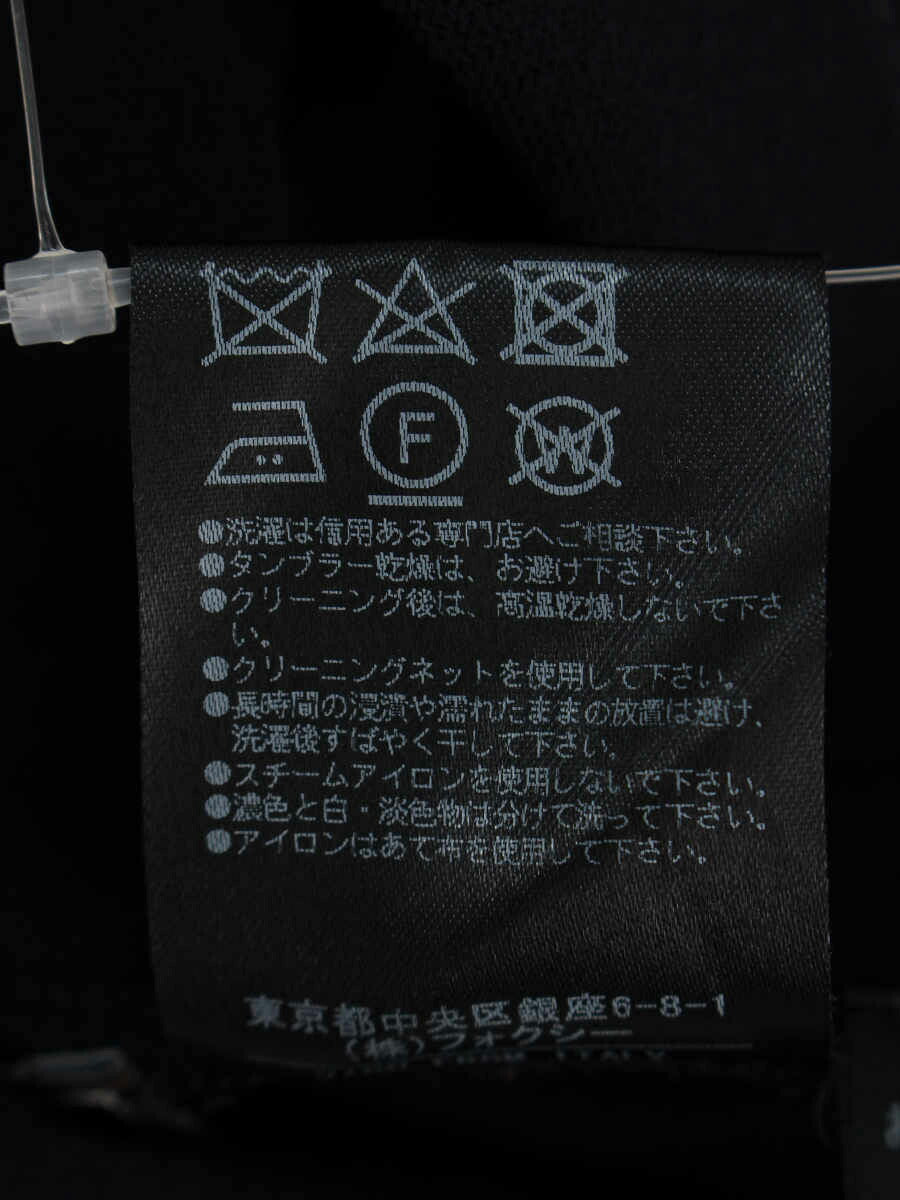 F
W
●洗濯は信用ある専門店へご相談下さい。
●タンブラー乾燥は、お避け下さい。
●クリーニング後は、高温乾燥しないで下さ
い。
●クリーニングネットを使用して下さい。
●長時間の浸漬や濡れたままの放置は避け、
洗濯後すばやく干して下さい。
●スチームアイロンを使用しないで下さい。
●濃色と白・淡色物は分けて洗って下さい。
●アイロンはあて布を使用して下さい。
東京都中央区銀座6-8-1
(株)フォクシー